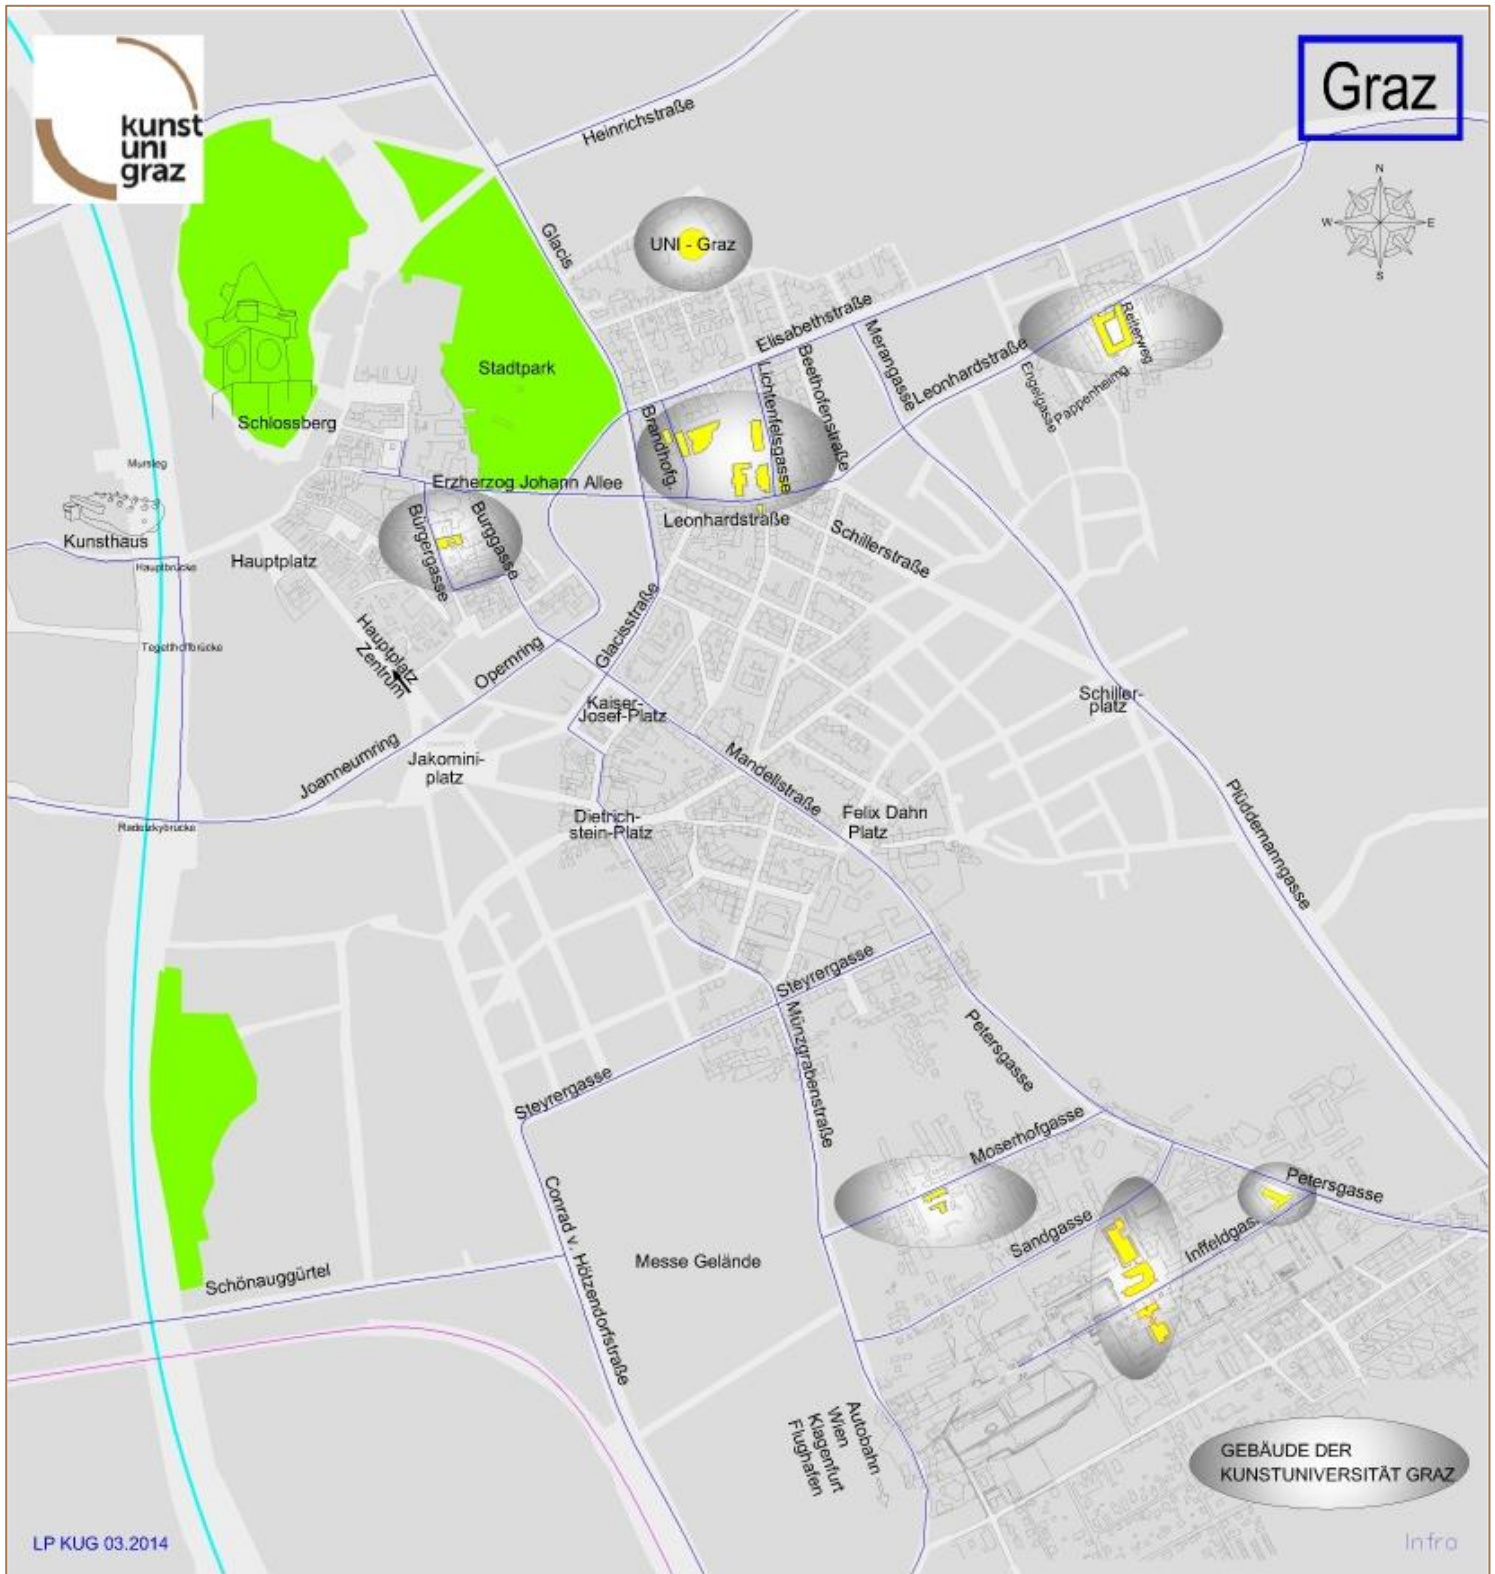 kunst
uni
graz
Graz
Heinrichstraße
N
W
E
S
Glacis
UNI - Graz
Elisabethstraße
Merangasse
Beethofenstraße
Lichtenfelsgasse
Brandhofg.
Leonhardstraße
Reiterweg
Engelgasse
Pappenheimg.
Stadtpark
Schlossberg
Mursteg
Kunsthaus
Hauptbrücke
Hauptplatz
Erzherzog Johann Allee
Bürgergasse
Burggasse
Leonhardstraße
Schillerstraße
Tegetthoffbrücke
Hauptplatz
Zentrum
Opernring
Glacisstraße
Kaiser-
Josef-Platz
Schiller-
platz
Joanneumring
Jakomini-
platz
Mandellstraße
Radetzkybrücke
Dietrich-
stein-Platz
Felix Dahn
Platz
Plüddemanngasse
Steyrergasse
Münzgrabenstraße
Petersgasse
Steyrergasse
Moserhofgasse
Conrad v. Hötzendorfstraße
Messe Gelände
Sandgasse
Inffeldgas
Petersgasse
Schönauggürtel
Autobahn
Wien
Klagenfurt
Flughafen
GEBÄUDE DER
KUNSTUNIVERSITÄT GRAZ
LP KUG 03.2014
Infra